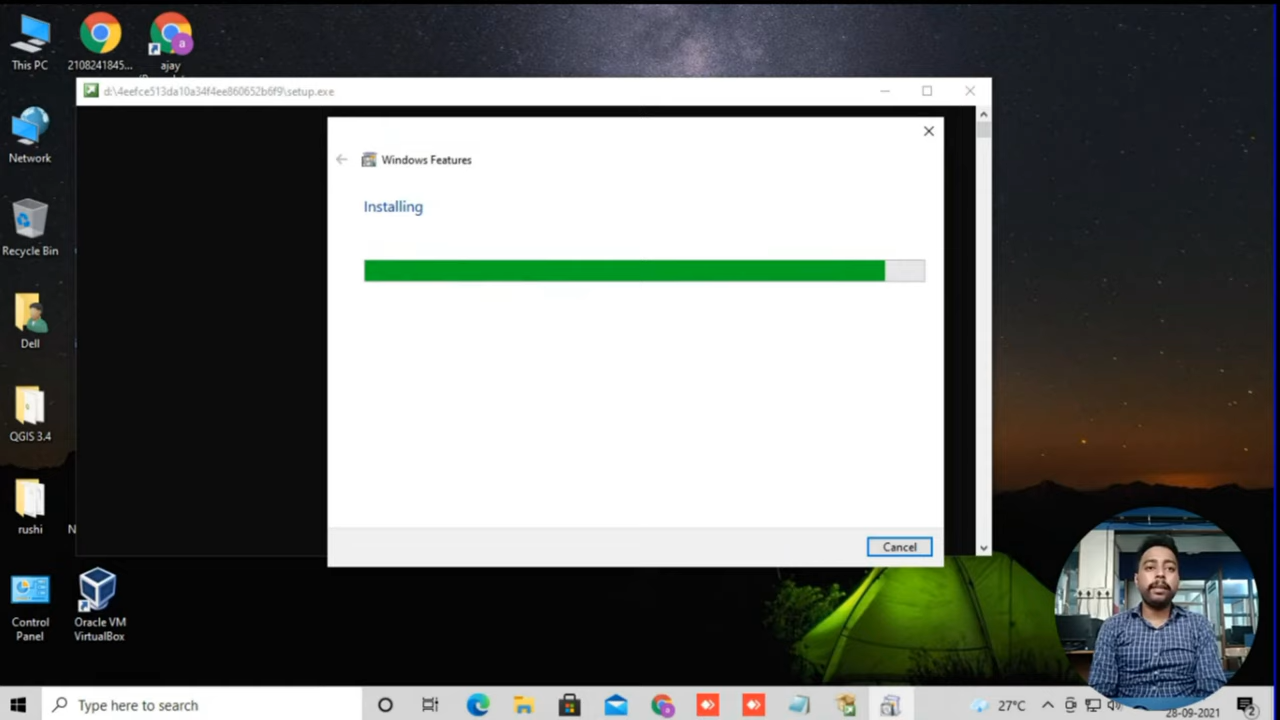 This PC
2108241845...
ajay
d:\4eefce513da10a34f4ee860652b6f9\setup.exe
Windows Features
Network
Installing
Recycle Bin
Dell
QGIS 3.4
rushi
N
Cancel
Control
Panel
Oracle VM
VirtualBox
Type here to search
27°C
28-09-2021
2